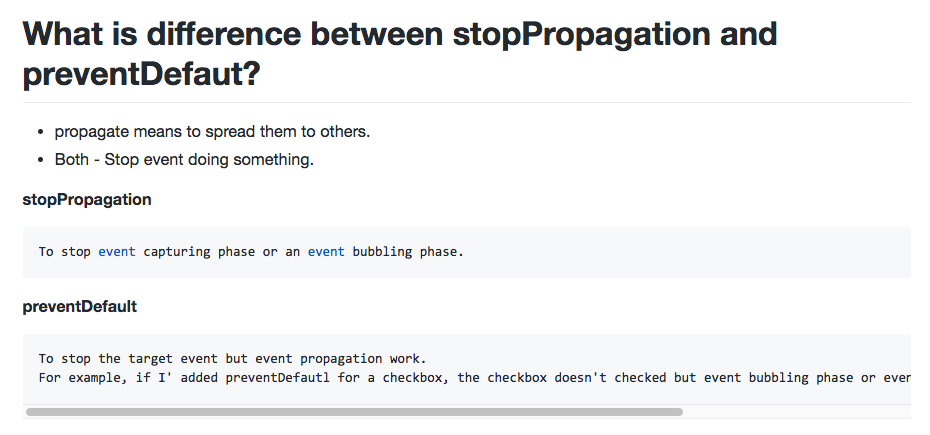 What is difference between stopPropagation and
preventDefaut?
propagate means to spread them to others.
Both - Stop event doing something.
stopPropagation
To stop event capturing phase or an event bubbling phase.
preventDefault
To stop the target event but event propagation work.
For example, if I' added preventDefautl for a checkbox, the checkbox doesn't checked but event bubbling phase or